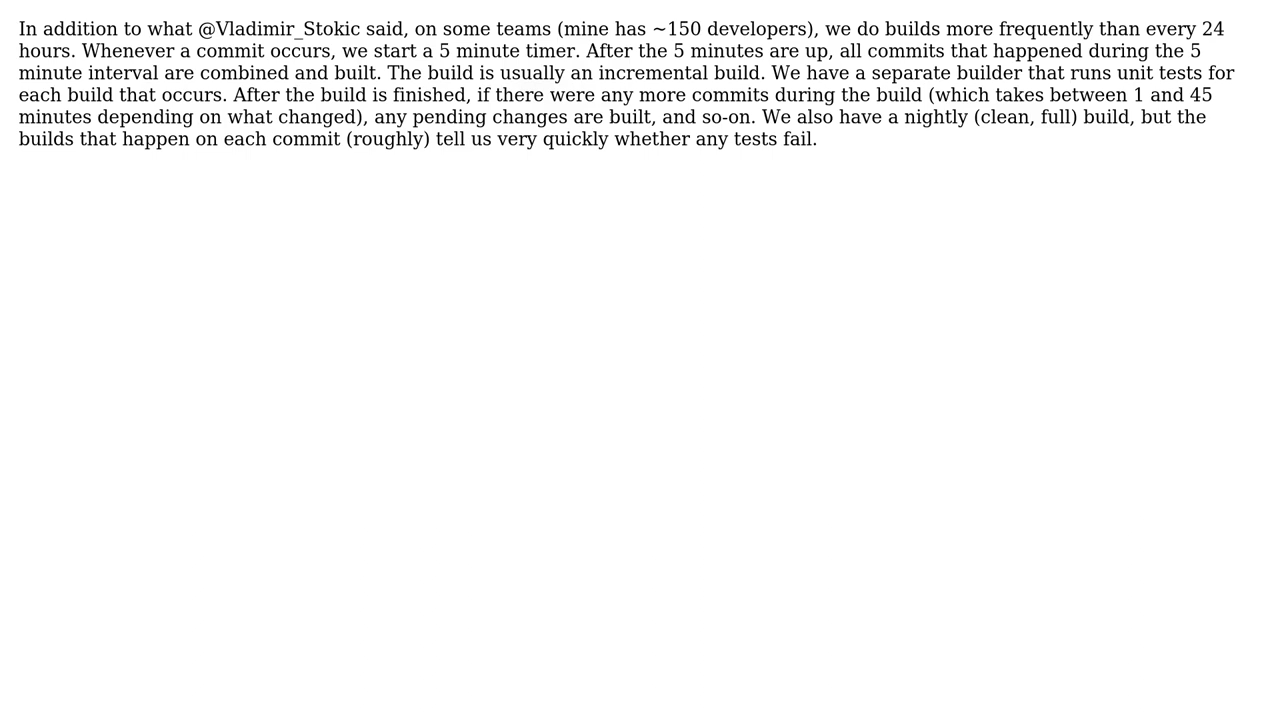 In addition to what @Vladimir_Stokic said, on some teams (mine has ~150 developers), we do builds more frequently than every 24
hours. Whenever a commit occurs, we start a 5 minute timer. After the 5 minutes are up, all commits that happened during the 5
minute interval are combined and built. The build is usually an incremental build. We have a separate builder that runs unit tests for
each build that occurs. After the build is finished, if there were any more commits during the build (which takes between 1 and 45
minutes depending on what changed), any pending changes are built, and so-on. We also have a nightly (clean, full) build, but the
builds that happen on each commit (roughly) tell us very quickly whether any tests fail.